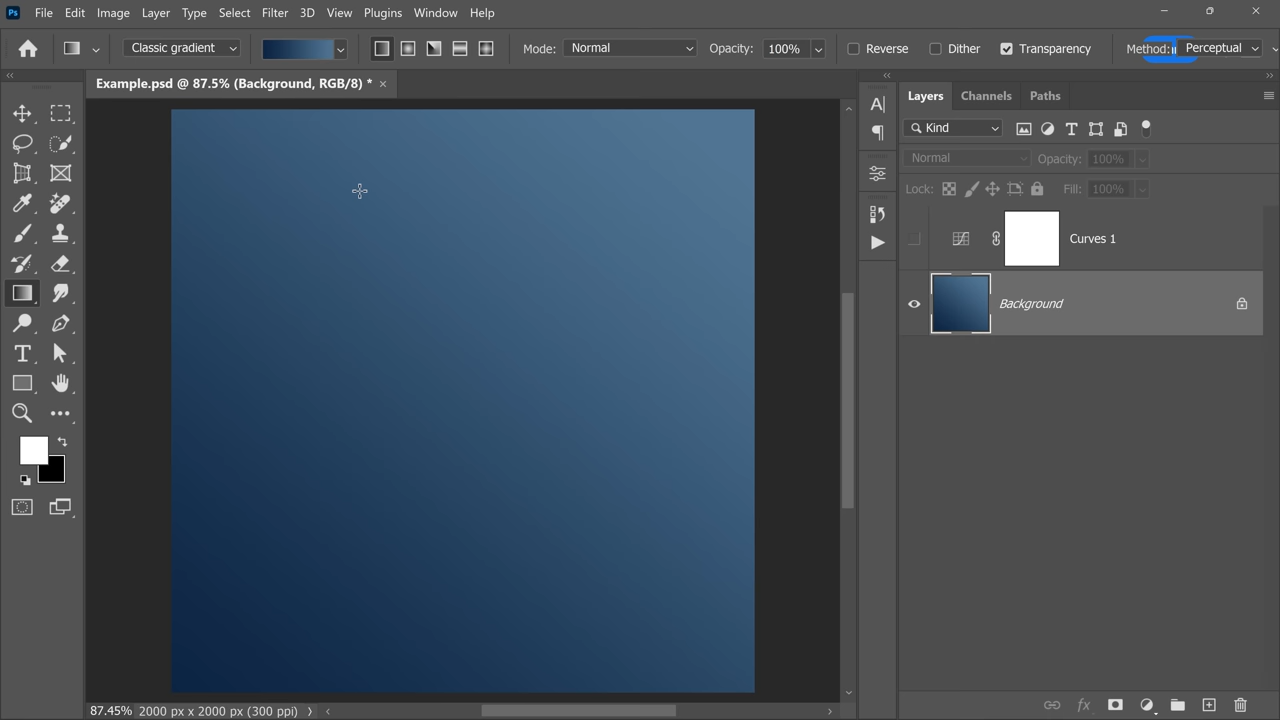 Ps File Edit Image Layer Type Select Filter 3D View Plugins Window Help
Classic gradient Mode: Normal Opacity: 100% Reverse Dither Transparency Method: Perceptual
Example.psd @ 87.5% (Background, RGB/8) * ×
Layers Channels Paths
Kind
Normal Opacity: 100%
Lock: Fill: 100%
Curves 1
Background
87.45% 2000 px x 2000 px (300 ppi)